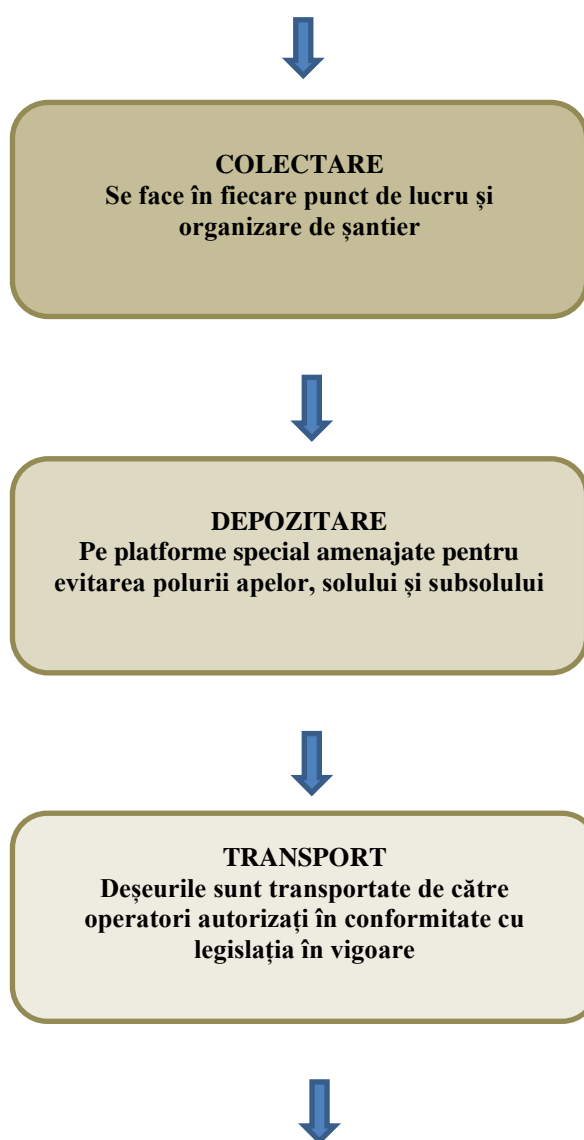 COLECTARE
Se face în fiecare punct de lucru și
organizare de șantier
DEPOZITARE
Pe platforme special amenajate pentru
evitarea polurii apelor, solului și subsolului
TRANSPORT
Deșeurile sunt transportate de către
operatori autorizați în conformitate cu
legislația în vigoare